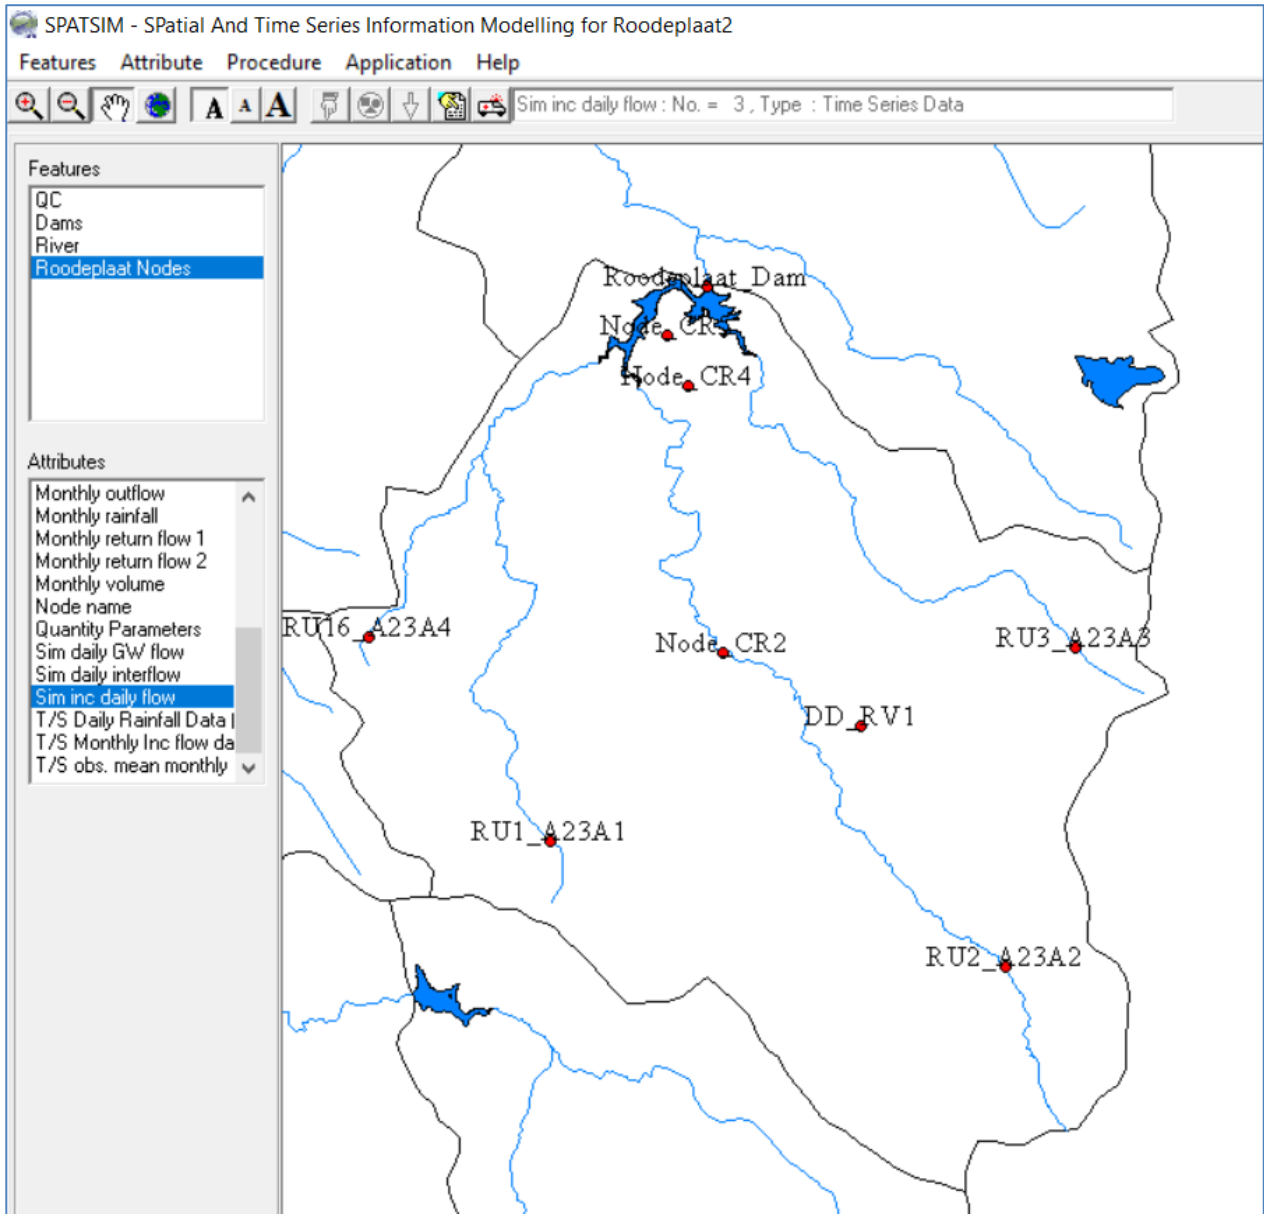 SPATSIM - SPatial And Time Series Information Modelling for Roodeplaat2
Features Attribute Procedure Application Help
A A A Sim inc daily flow : No. = 3 , Type : Time Series Data
Features
QC
Dams
River
Roodeplaat Nodes
Attributes
Monthly outflow
Monthly rainfall
Monthly return flow 1
Monthly return flow 2
Monthly volume
Node name
Quantity Parameters
Sim daily GW flow
Sim daily interflow
Sim inc daily flow
T/S Daily Rainfall Data |
T/S Monthly Inc flow da
T/S obs. mean monthly
Roodeplaat_Dam
Node_CR
Node_CR4
RU16_A23A4
Node_CR2
RU3_A23A3
DD_RV1
RU1_A23A1
RU2_A23A2